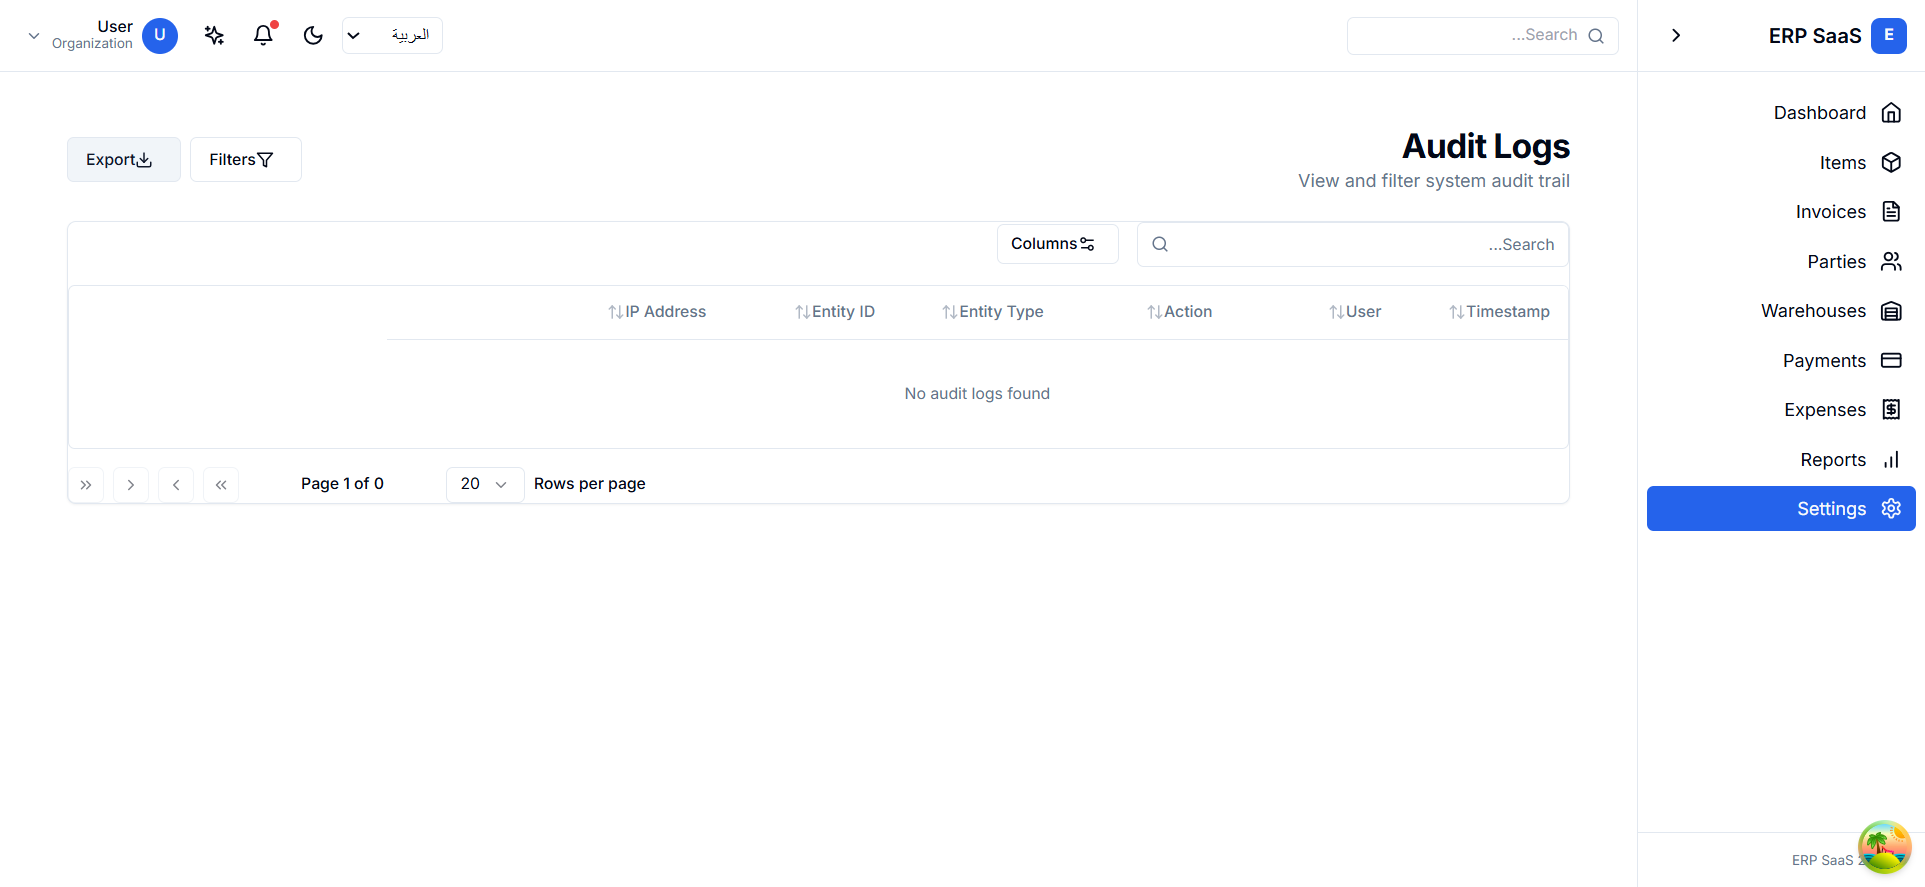 ERP SaaS
E
Search...
العربية
U
User
Organization
Dashboard
Items
Invoices
Parties
Warehouses
Payments
Expenses
Reports
Settings
Audit Logs
View and filter system audit trail
Filters
Export
Search...
Columns
Timestamp
User
Action
Entity Type
Entity ID
IP Address
No audit logs found
Rows per page
20
Page 1 of 0
ERP SaaS